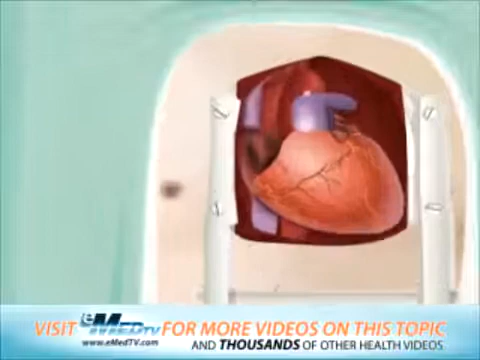 VISIT eMEDTV FOR MORE VIDEOS ON THIS TOPIC
www.eMedTV.com AND THOUSANDS OF OTHER HEALTH VIDEOS